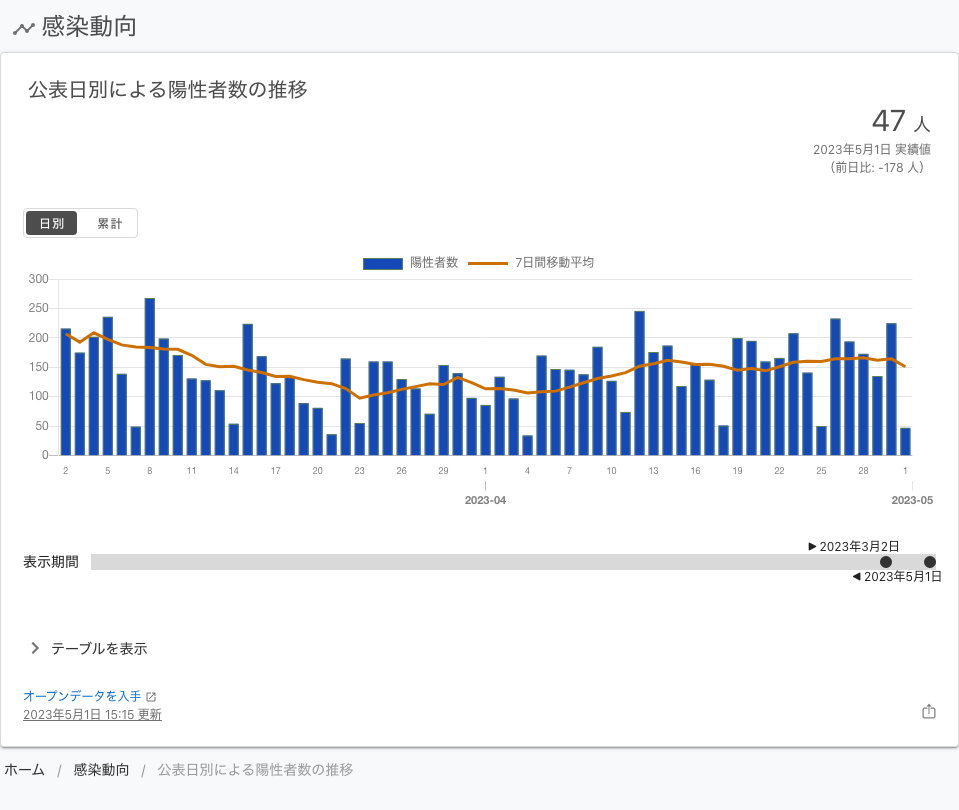 感染動向
公表日別による陽性者数の推移
47 人
2023年5月1日 実績値
（前日比: -178 人）
日別 累計
陽性者数 7日間移動平均
300
250
200
150
100
50
0
2 5 8 11 14 17 20 23 26 29 1 4 7 10 13 16 19 22 25 28 1
2023-04 2023-05
2023年3月2日
表示期間
2023年5月1日
テーブルを表示
オープンデータを入手
2023年5月1日 15:15 更新
ホーム / 感染動向 / 公表日別による陽性者数の推移